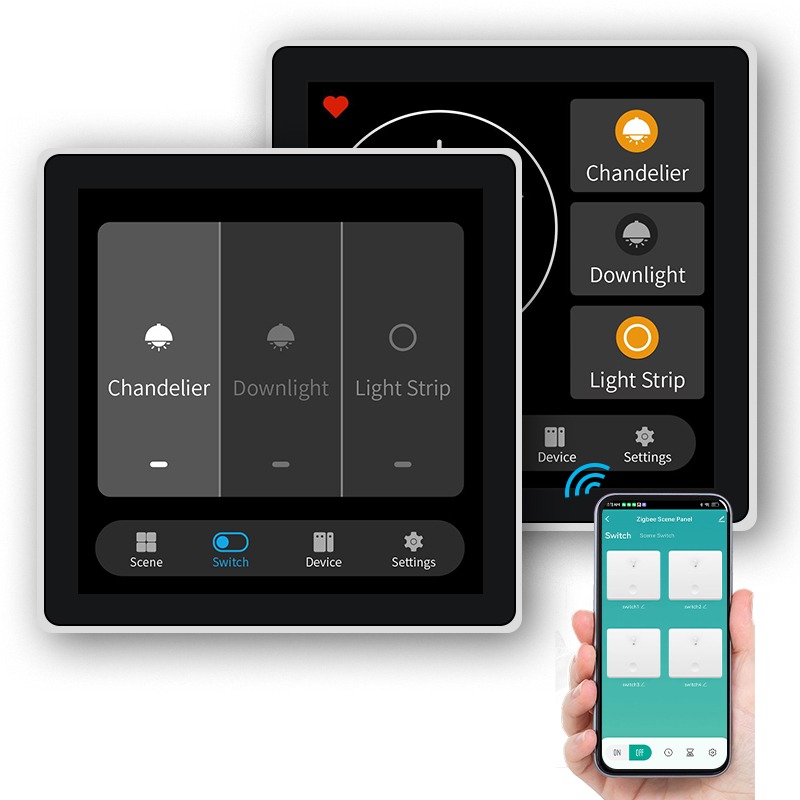 Chandelier
Downlight
Light Strip
Device
Settings
Chandelier
Downlight
Light Strip
Scene
Switch
Device
Settings
Zigbee Scene Panel
Switch
Scene Switch
switch1
switch2
switch3
switch4
ON
OFF